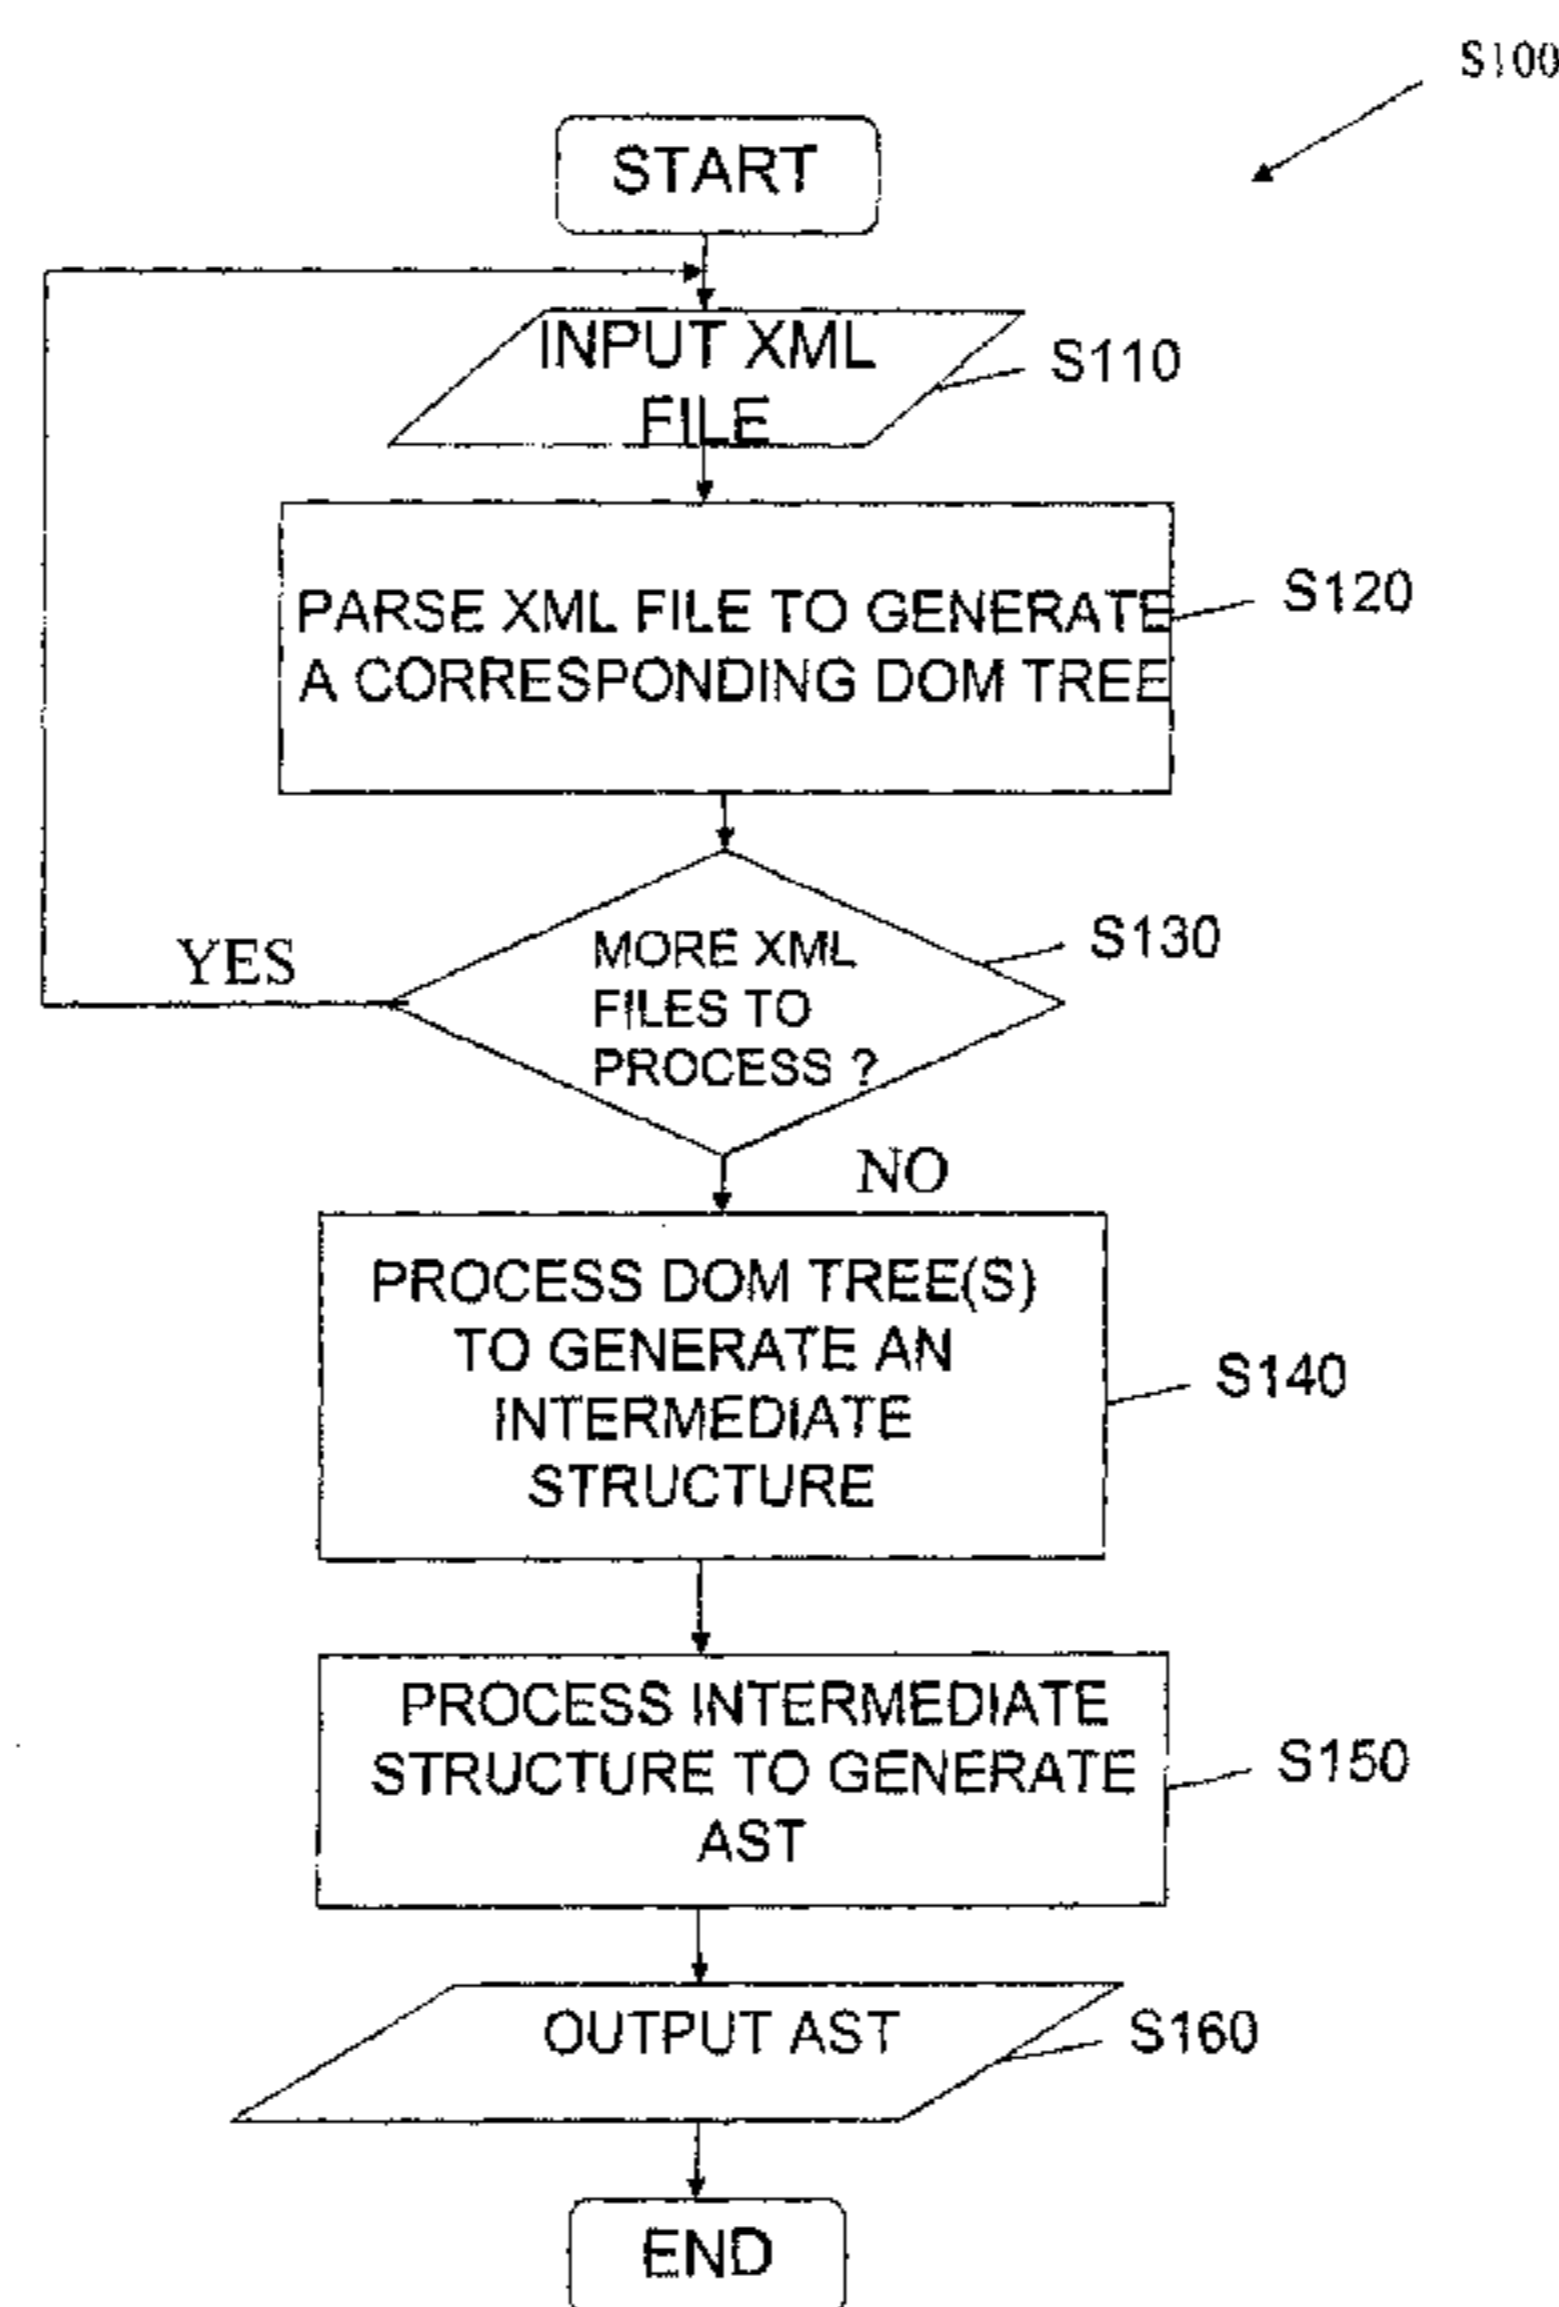 S100
START
INPUT XML
FILE
S110
PARSE XML FILE TO GENERATE
A CORRESPONDING DOM TREE
S120
MORE XML
FILES TO
PROCESS ?
S130
YES
NO
PROCESS DOM TREE(S)
TO GENERATE AN
INTERMEDIATE
STRUCTURE
S140
PROCESS INTERMEDIATE
STRUCTURE TO GENERATE
AST
S150
OUTPUT AST
S160
END